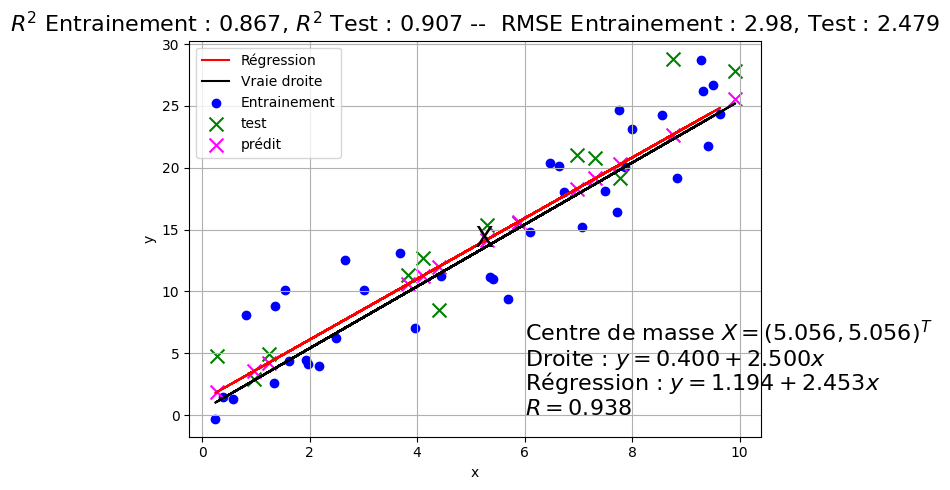 R² Entrainement : 0.867, R² Test : 0.907 -- RMSE Entrainement : 2.98, Test : 2.479
30
25
20
15
10
5
0
y
Régression
Vraie droite
Entrainement
test
prédit
X
Centre de masse X = (5.056, 5.056)ᵀ
Droite : y = 0.400 + 2.500x
Régression : y = 1.194 + 2.453x
R = 0.938
0 2 4 6 8 10
x